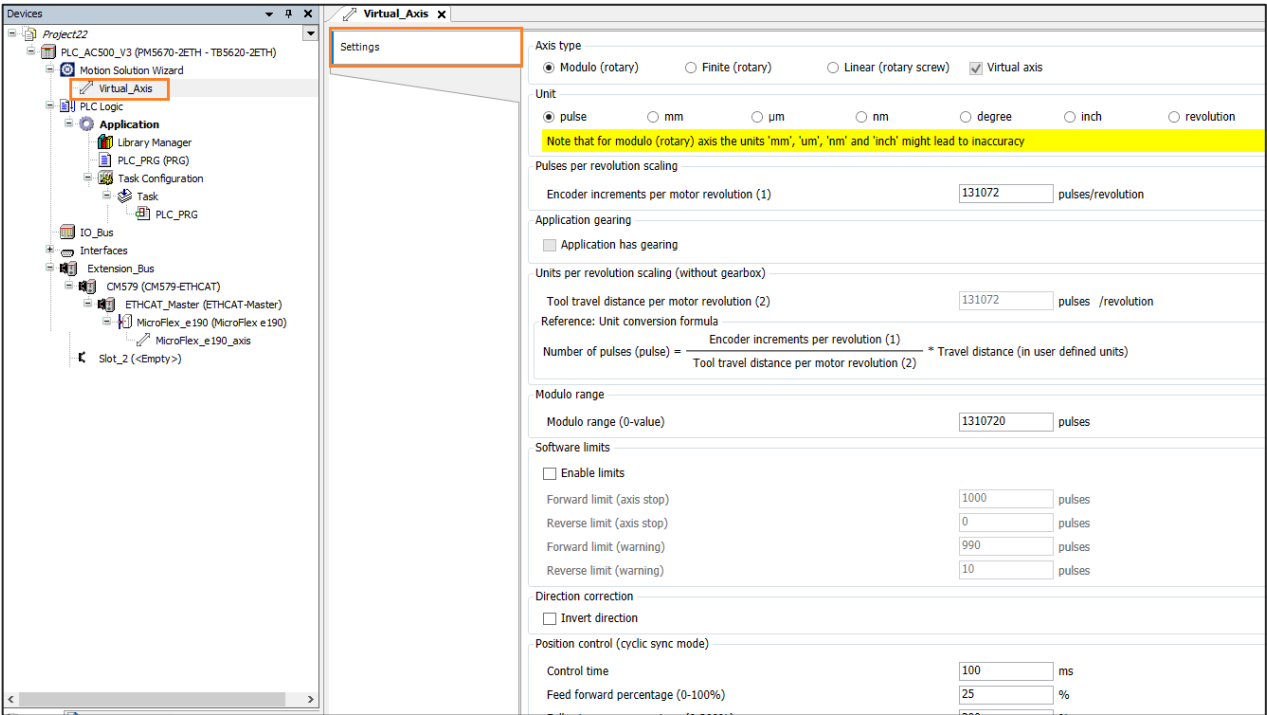 Devices
Project22
PLC_AC500_V3 (PM5670-2ETH - TB5620-2ETH)
Motion Solution Wizard
Virtual_Axis
PLC Logic
Application
Library Manager
PLC_PRG (PRG)
Task Configuration
Task
PLC_PRG
IO_Bus
Interfaces
Extension_Bus
CM579 (CM579-ETHCAT)
ETHCAT_Master (ETHCAT-Master)
MicroFlex_e190 (MicroFlex e190)
MicroFlex_e190_axis
Slot_2 (<Empty>)
Virtual_Axis X
Settings
Axis type
Modulo (rotary) Finite (rotary) Linear (rotary screw) Virtual axis
Unit
pulse mm µm nm degree inch revolution
Note that for modulo (rotary) axis the units 'mm', 'um', 'nm' and 'inch' might lead to inaccuracy
Pulses per revolution scaling
Encoder increments per motor revolution (1) 131072 pulses/revolution
Application gearing
Application has gearing
Units per revolution scaling (without gearbox)
Tool travel distance per motor revolution (2) 131072 pulses /revolution
Reference: Unit conversion formula
Encoder increments per revolution (1)
Number of pulses (pulse) = * Travel distance (in user defined units)
Tool travel distance per motor revolution (2)
Modulo range
Modulo range (0-value) 1310720 pulses
Software limits
Enable limits
Forward limit (axis stop) 1000 pulses
Reverse limit (axis stop) 0 pulses
Forward limit (warning) 990 pulses
Reverse limit (warning) 10 pulses
Direction correction
Invert direction
Position control (cyclic sync mode)
Control time 100 ms
Feed forward percentage (0-100%) 25 %